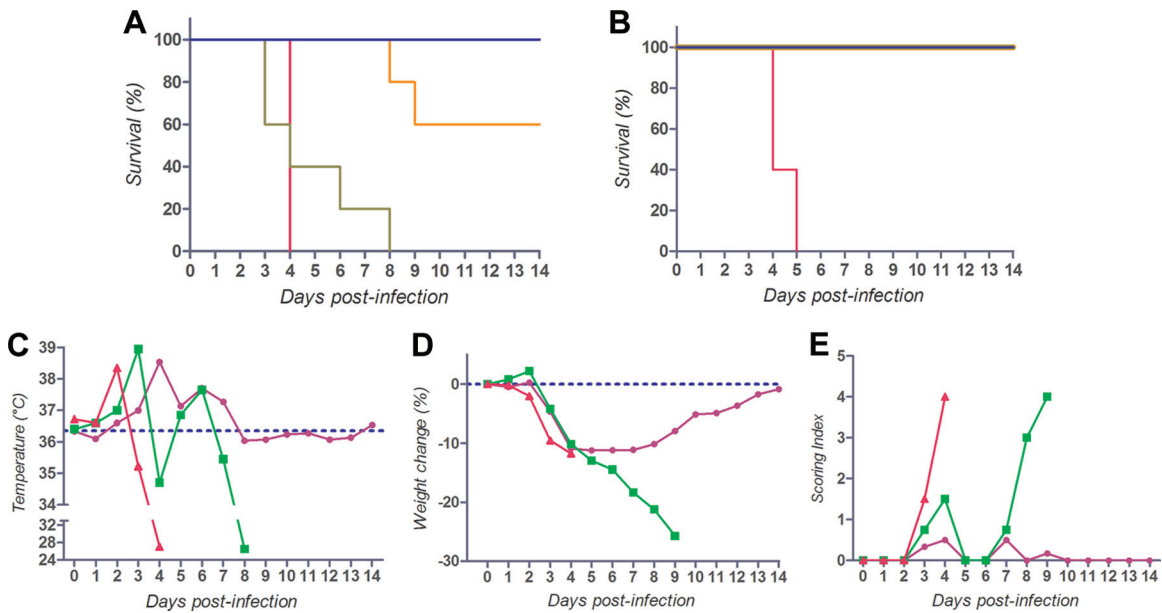 A
B
Survival (%)
100
80
60
40
20
0
0 1 2 3 4 5 6 7 8 9 10 11 12 13 14
Days post-infection
Survival (%)
100
80
60
40
20
0
0 1 2 3 4 5 6 7 8 9 10 11 12 13 14
Days post-infection
C
D
E
Temperature (°C)
39
38
37
36
35
34
32
28
24
0 1 2 3 4 5 6 7 8 9 10 11 12 13 14
Days post-infection
Weight change (%)
0
-10
-20
-30
0 1 2 3 4 5 6 7 8 9 10 11 12 13 14
Days post-infection
Scoring Index
5
4
3
2
1
0
0 1 2 3 4 5 6 7 8 9 10 11 12 13 14
Days post-infection